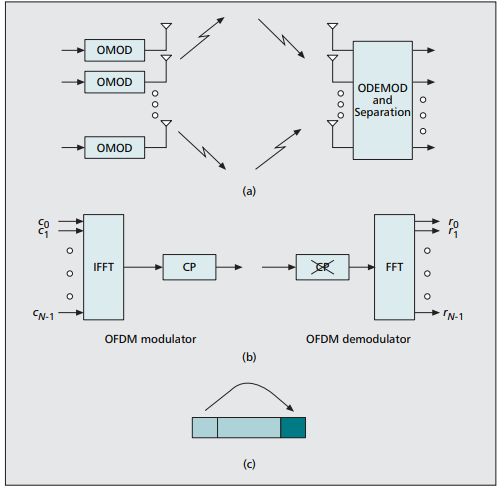 OMOD
OMOD
OMOD
ODEMOD
and
Separation
(a)
c0
c1
cN-1
IFFT
CP
CP
FFT
r0
r1
rN-1
OFDM modulator
OFDM demodulator
(b)
(c)